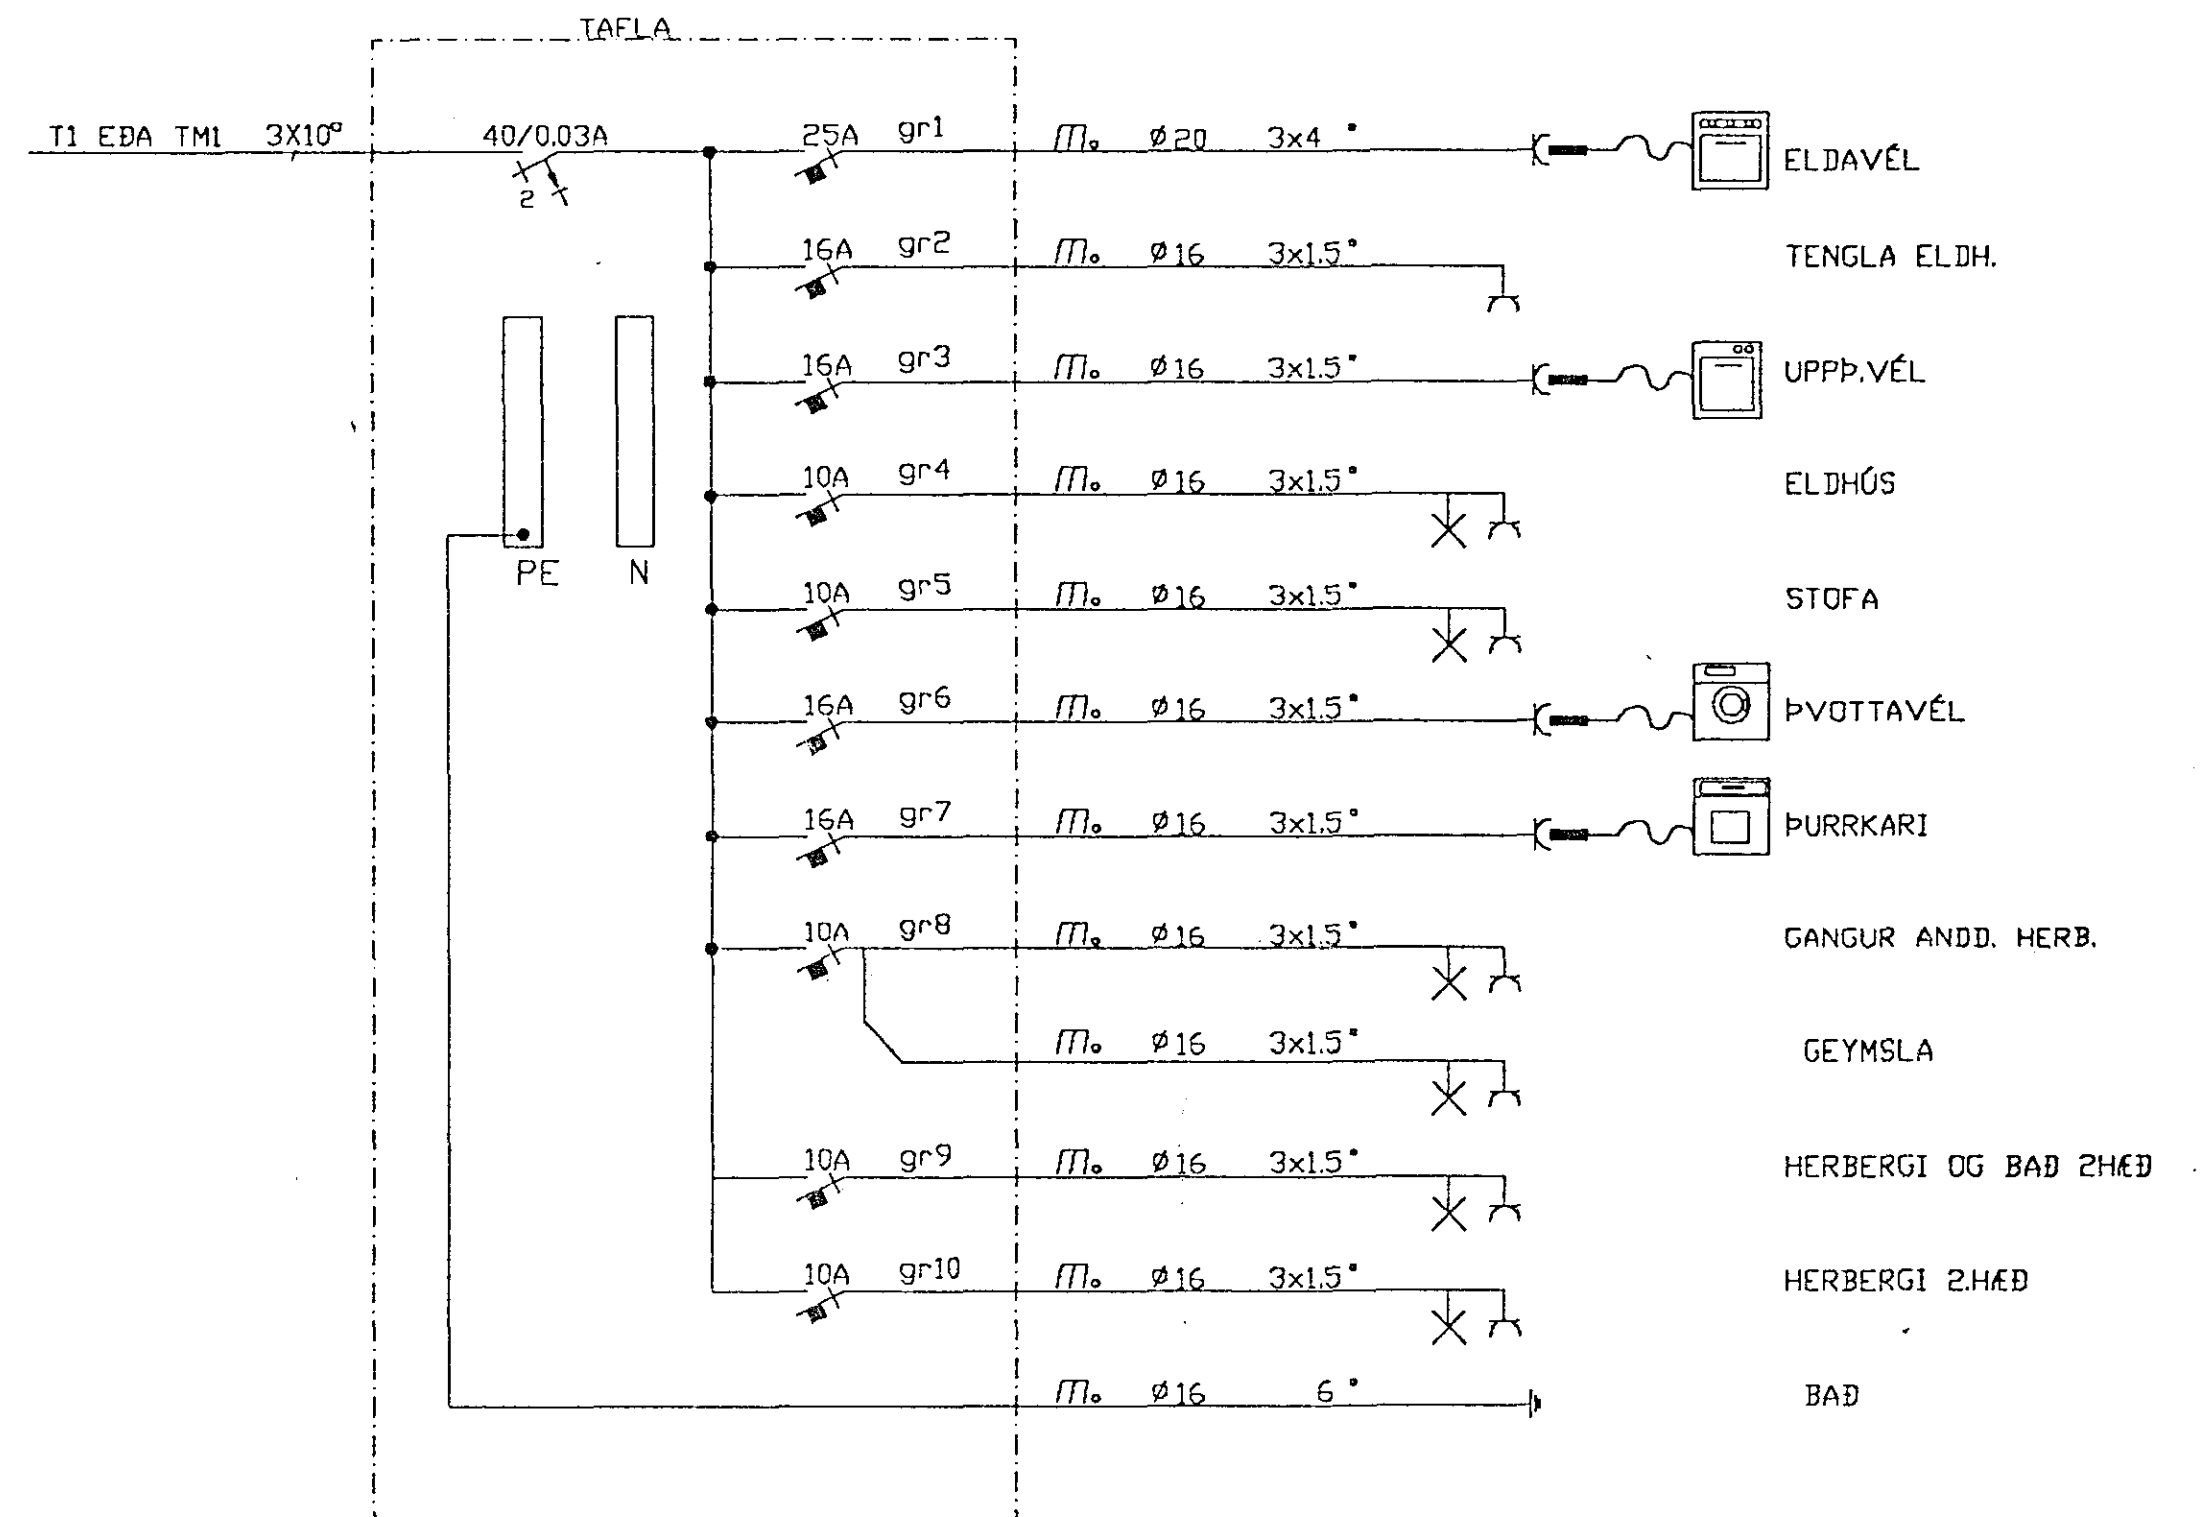 TAFLA
T1 EÐA TM1 3X10□ 40/0.03A 25A gr1 m. Ø20 3x4▫ ELDAVÉL
2
16A gr2 m. Ø16 3x1.5▫ TENGLA ELDH.
16A gr3 m. Ø16 3x1.5▫ UPPÞ.VÉL
10A gr4 m. Ø16 3x1.5▫ ELDHÚS
PE N
10A gr5 m. Ø16 3x1.5▫ STOFA
16A gr6 m. Ø16 3x1.5▫ ÞVOTTAVÉL
16A gr7 m. Ø16 3x1.5▫ ÞURRKARI
10A gr8 m. Ø16 3x1.5▫ GANGUR ANDD. HERB.
m. Ø16 3x1.5▫ GEYMSLA
10A gr9 m. Ø16 3x1.5▫ HERBERGI OG BAÐ 2HÆÐ
10A gr10 m. Ø16 3x1.5▫ HERBERGI 2.HÆÐ
m. Ø16 6▫ BAÐ